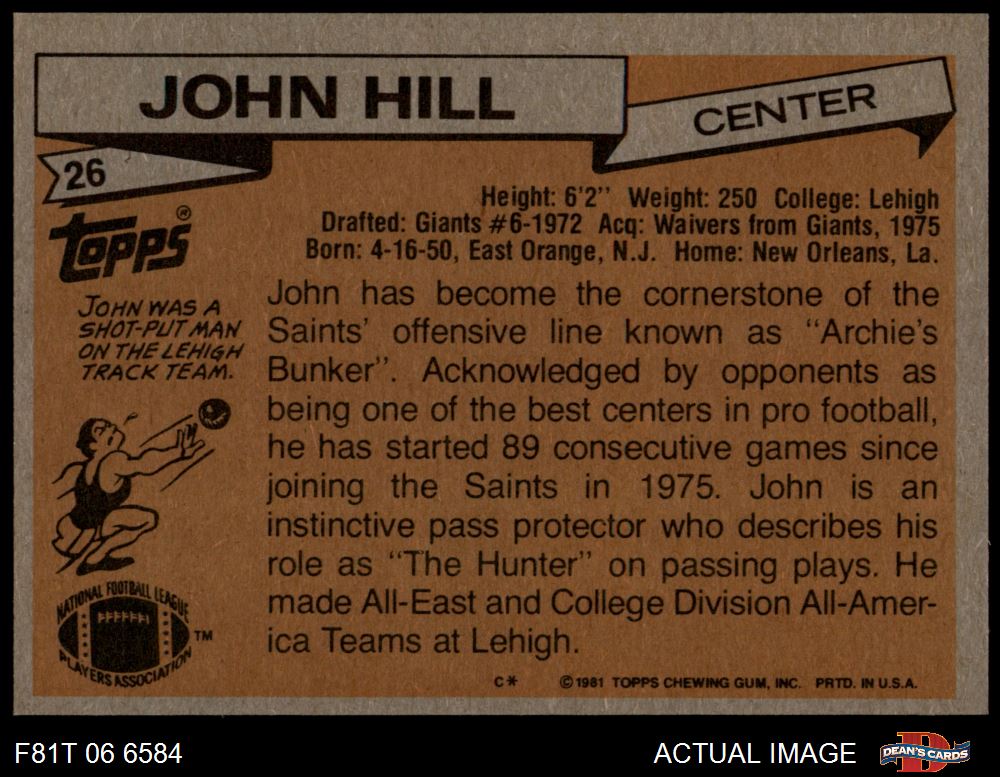 JOHN HILL
CENTER
26
Topps®
Height: 6'2'' Weight: 250 College: Lehigh
Drafted: Giants #6-1972 Acq: Waivers from Giants, 1975
Born: 4-16-50, East Orange, N.J. Home: New Orleans, La.
JOHN WAS A
SHOT-PUT MAN
ON THE LEHIGH
TRACK TEAM.
John has become the cornerstone of the
Saints' offensive line known as "Archie's
Bunker". Acknowledged by opponents as
being one of the best centers in pro football,
he has started 89 consecutive games since
joining the Saints in 1975. John is an
instinctive pass protector who describes his
role as "The Hunter" on passing plays. He
made All-East and College Division All-Amer-
ica Teams at Lehigh.
NATIONAL FOOTBALL LEAGUE
PLAYERS ASSOCIATION
TM
C* ©1981 TOPPS CHEWING GUM, INC. PRTD. IN U.S.A.
F81T 06 6584
ACTUAL IMAGE
DEAN'S CARDS